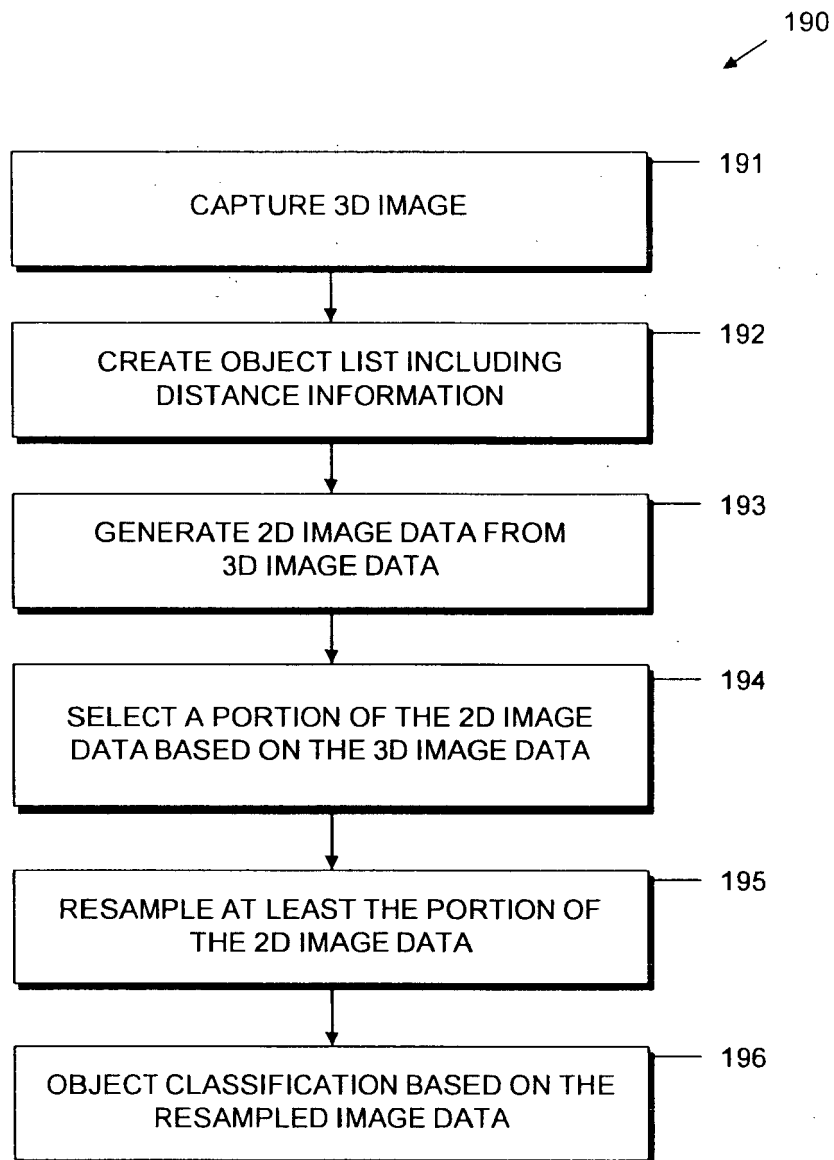 190
191
CAPTURE 3D IMAGE
192
CREATE OBJECT LIST INCLUDING
DISTANCE INFORMATION
193
GENERATE 2D IMAGE DATA FROM
3D IMAGE DATA
194
SELECT A PORTION OF THE 2D IMAGE
DATA BASED ON THE 3D IMAGE DATA
195
RESAMPLE AT LEAST THE PORTION OF
THE 2D IMAGE DATA
196
OBJECT CLASSIFICATION BASED ON THE
RESAMPLED IMAGE DATA